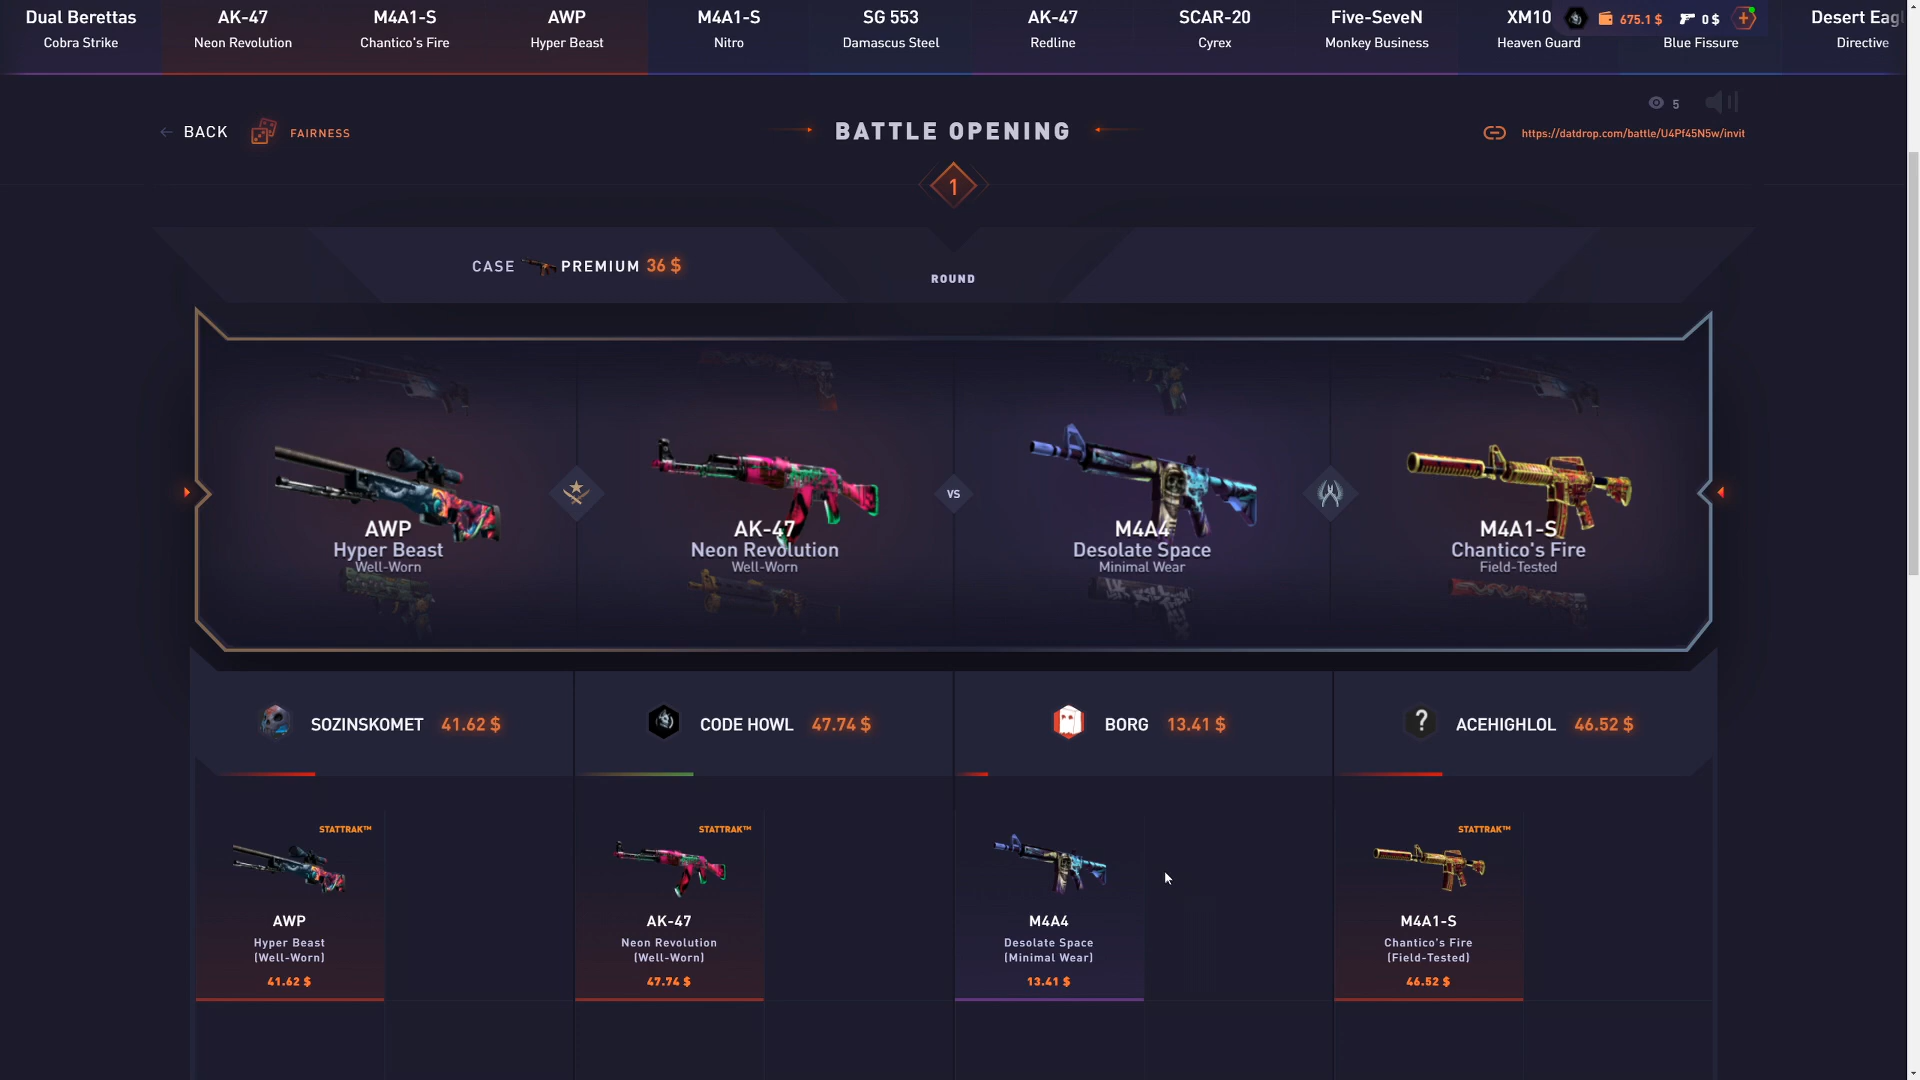 Dual Berettas
Cobra Strike
AK-47
Neon Revolution
M4A1-S
Chantico's Fire
AWP
Hyper Beast
M4A1-S
Nitro
SG 553
Damascus Steel
AK-47
Redline
SCAR-20
Cyrex
Five-SeveN
Monkey Business
XM10
Heaven Guard
675.1 $
0 $
Blue Fissure
Desert Eagl
Directive
5
BACK
FAIRNESS
BATTLE OPENING
https://datdrop.com/battle/U4Pf45N5w/invit
1
CASE PREMIUM 36 $
ROUND
AWP
Hyper Beast
Well-Worn
AK-47
Neon Revolution
Well-Worn
VS
M4A4
Desolate Space
Minimal Wear
M4A1-S
Chantico's Fire
Field-Tested
SOZINSKOMET 41.62 $
CODE HOWL 47.74 $
BORG 13.41 $
? ACEHIGHLOL 46.52 $
STATTRAK™
AWP
Hyper Beast
(Well-Worn)
41.62 $
STATTRAK™
AK-47
Neon Revolution
(Well-Worn)
47.74 $
M4A4
Desolate Space
(Minimal Wear)
13.41 $
STATTRAK™
M4A1-S
Chantico's Fire
(Field-Tested)
46.52 $